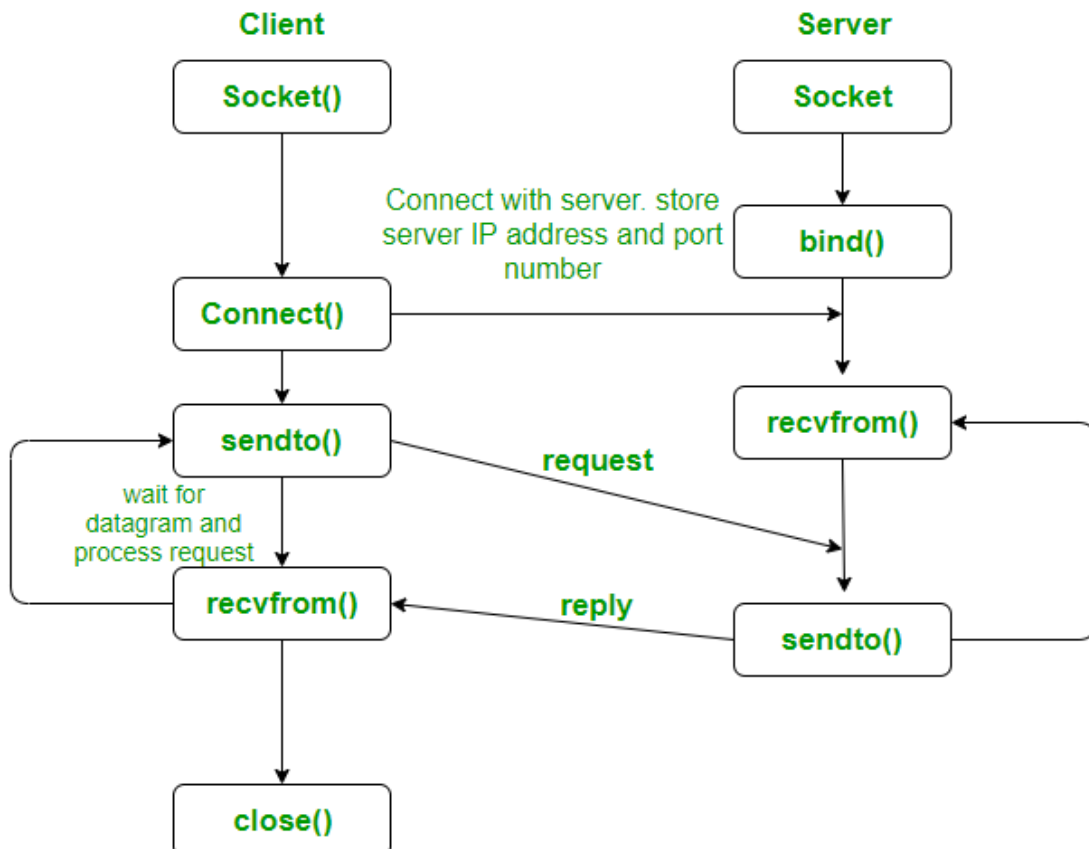 Client
Server
Socket()
Socket
Connect with server. store
server IP address and port
number
bind()
Connect()
sendto()
recvfrom()
request
wait for
datagram and
process request
recvfrom()
reply
sendto()
close()